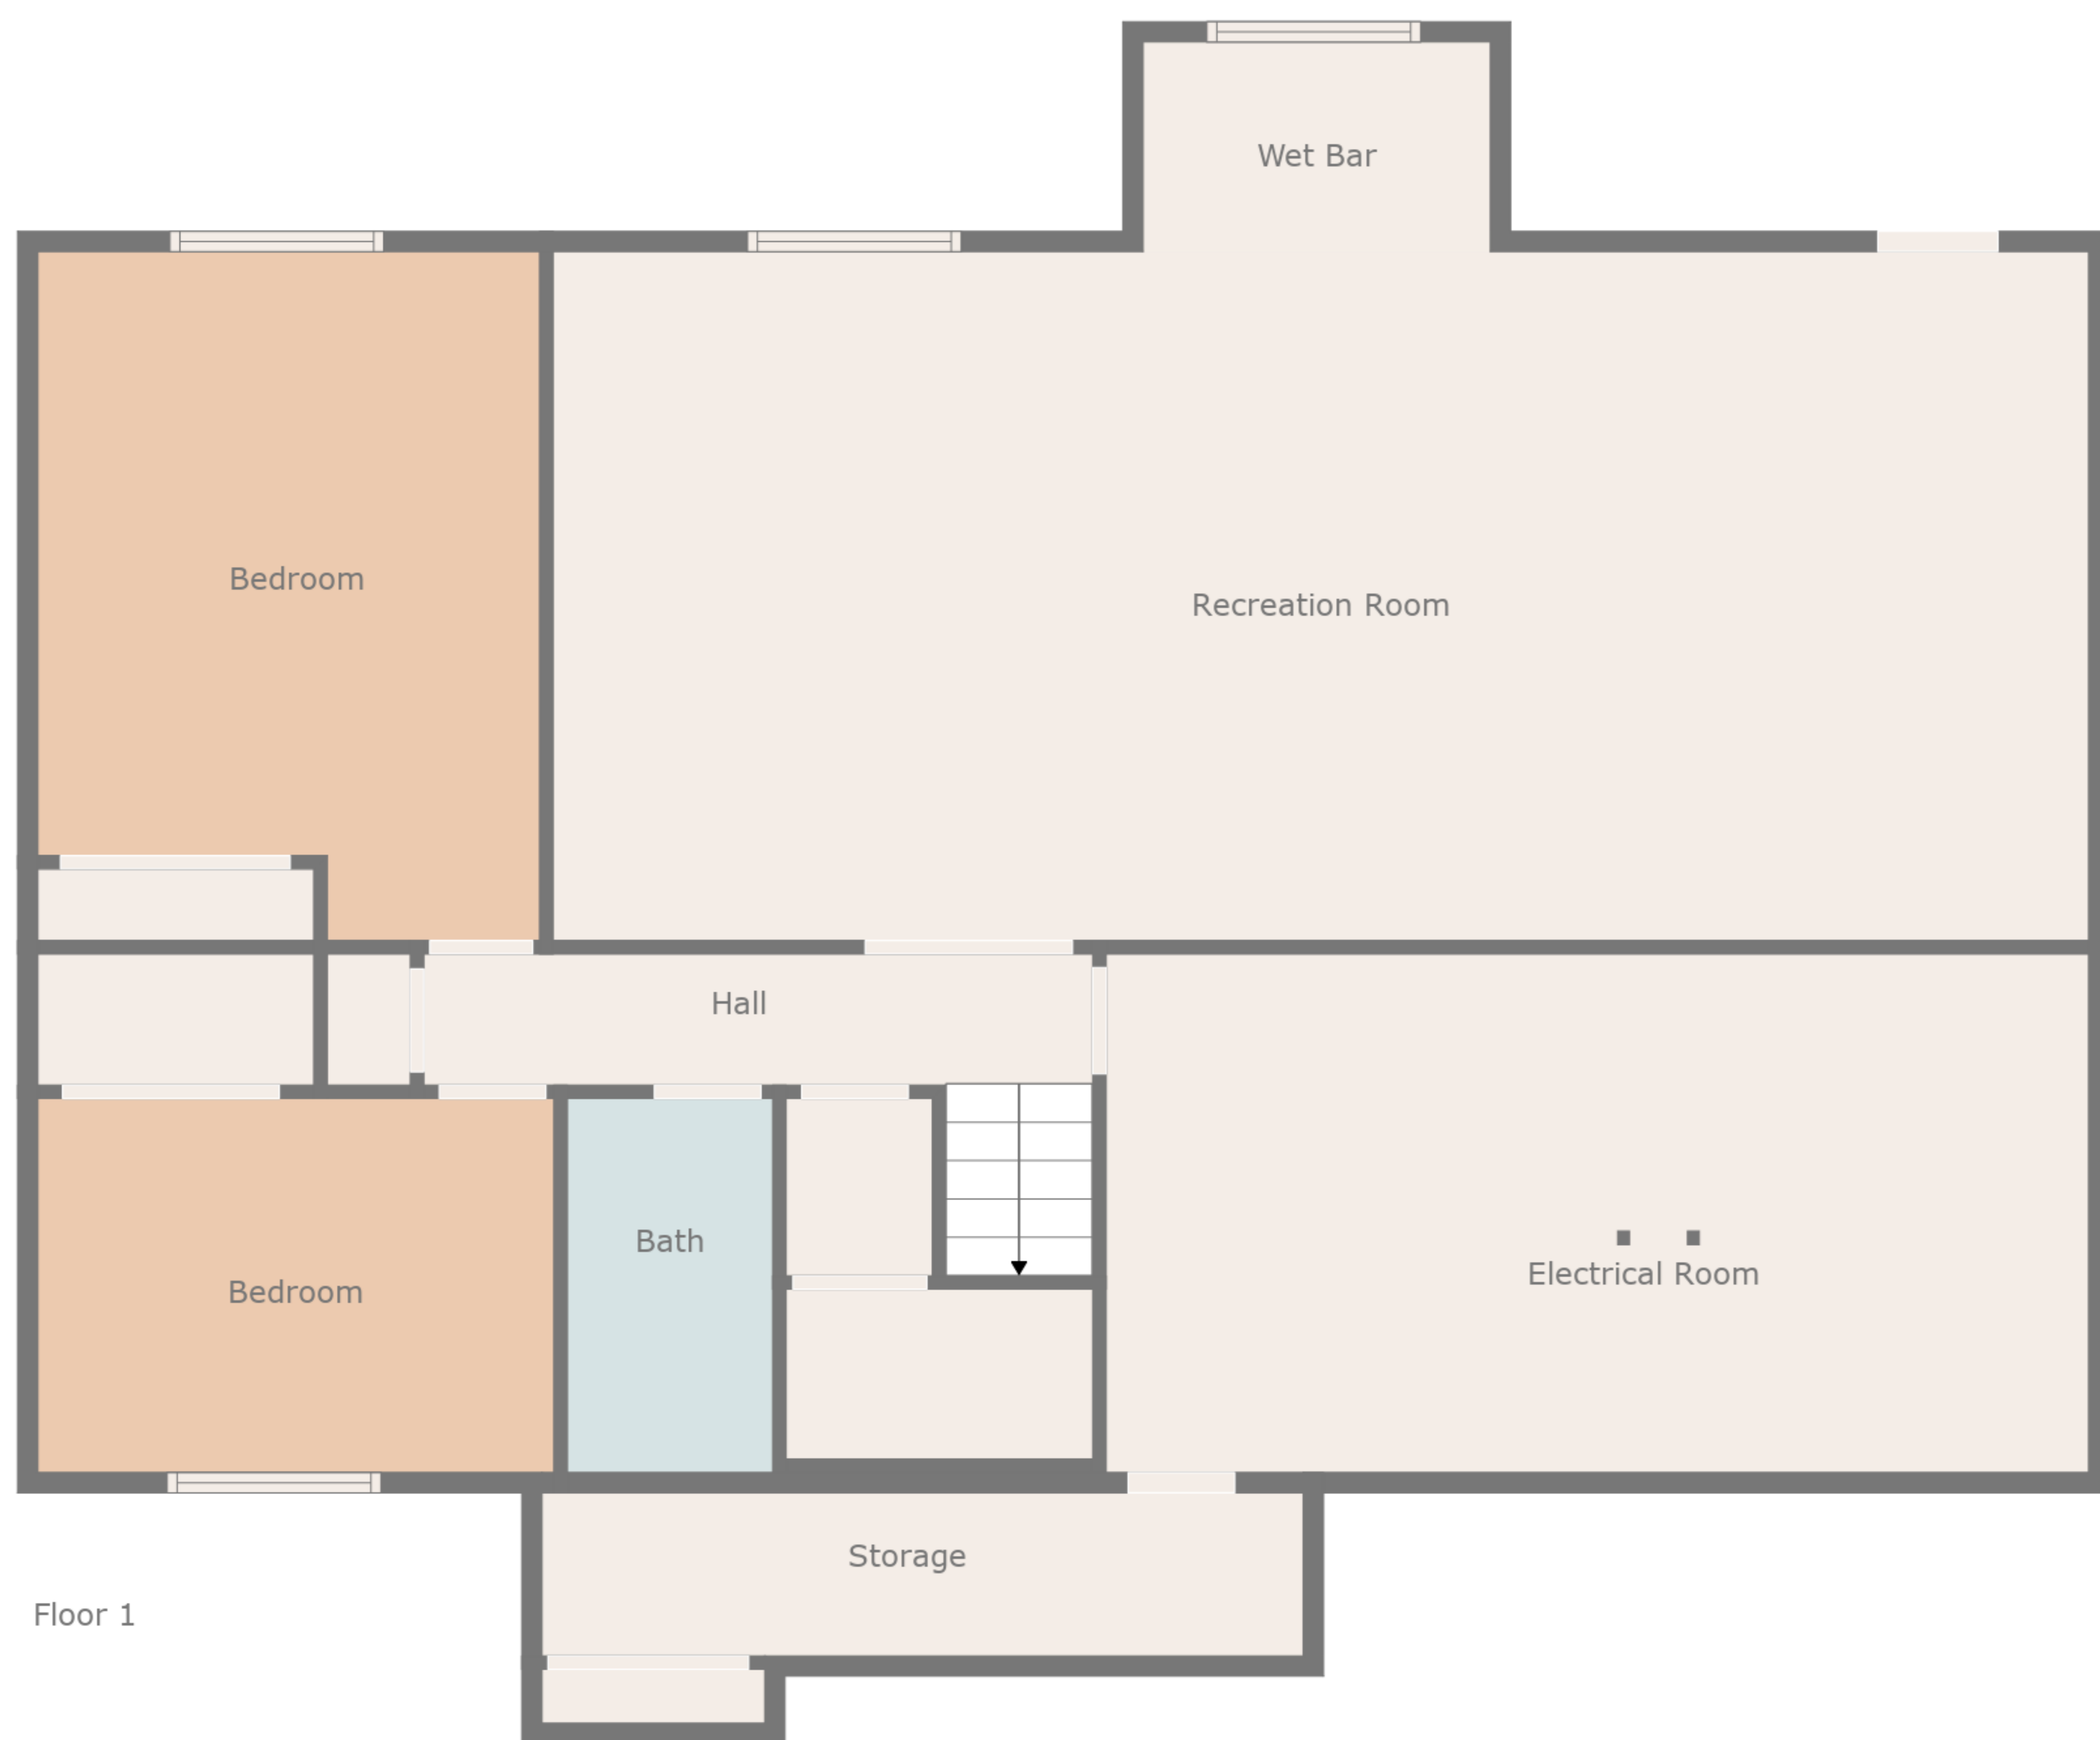 Wet Bar
Bedroom
Recreation Room
Hall
Bath
Bedroom
Electrical Room
Storage
Floor 1